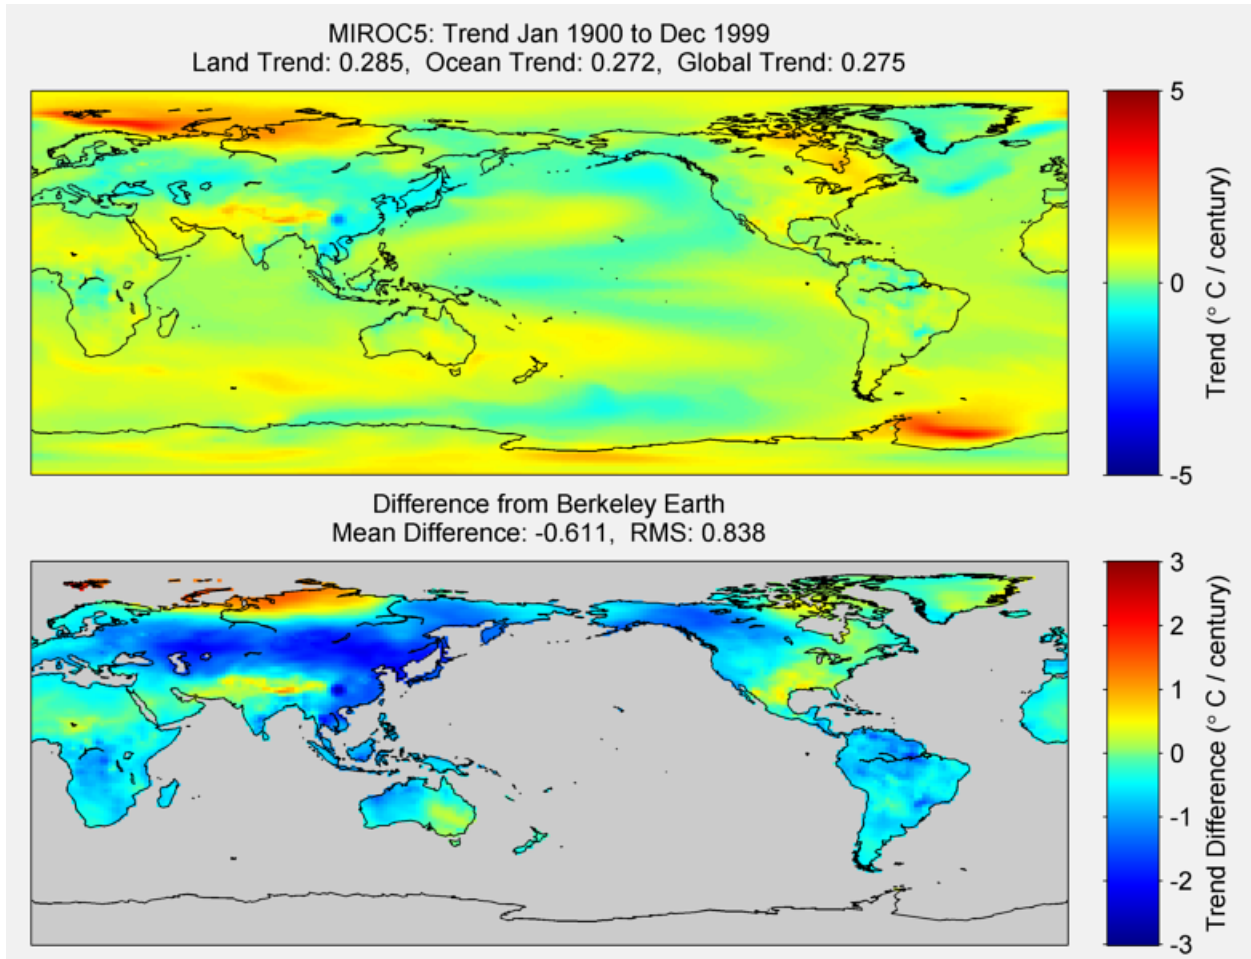 MIROC5: Trend Jan 1900 to Dec 1999
Land Trend: 0.285, Ocean Trend: 0.272, Global Trend: 0.275
5
0
-5
Trend (° C / century)
Difference from Berkeley Earth
Mean Difference: -0.611, RMS: 0.838
3
2
1
0
-1
-2
-3
Trend Difference (° C / century)